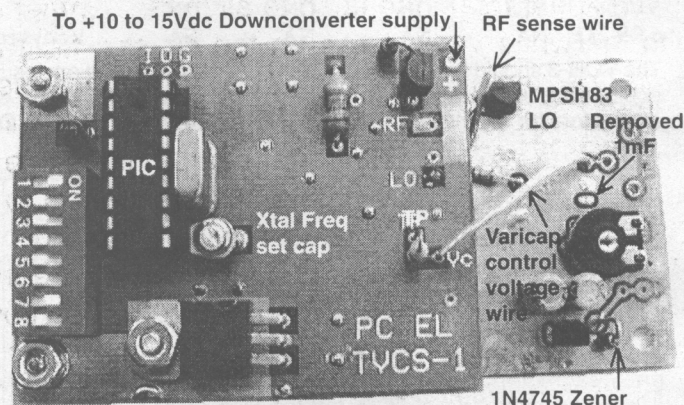 To +10 to 15Vdc Downconverter supply
RF sense wire
I O G
+
MPSH83
LO
Removed
1mF
RF
PIC
LO
ON
1
2
3
4
5
6
7
8
Xtal Freq
set cap
TP
Vc
Varicap
control
voltage
wire
PC EL
TVCS-1
1N4745 Zener